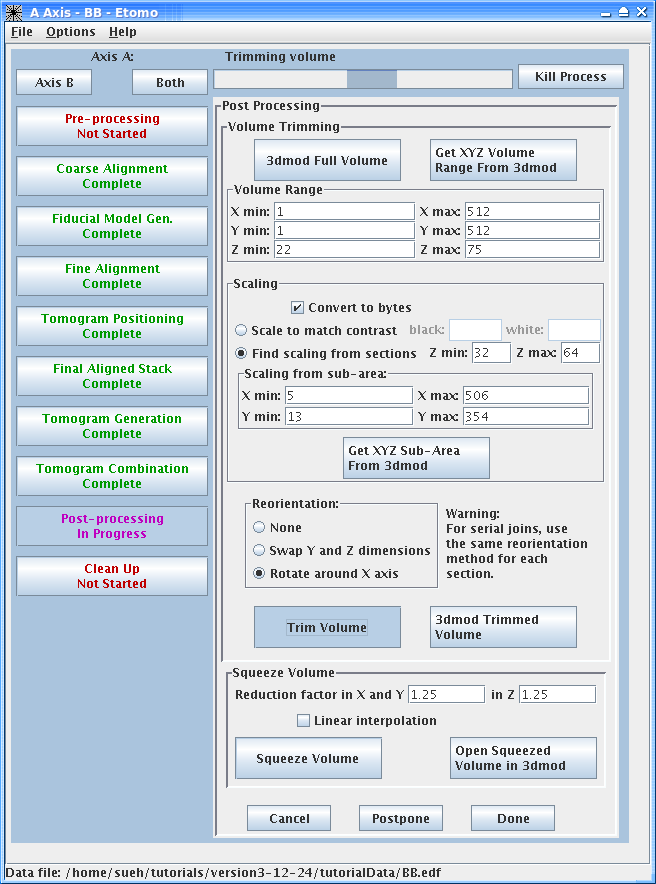 A Axis - BB - Etomo
File Options Help
Axis A:
Trimming volume
Axis B
Both
Kill Process
Pre-processing
Not Started
Coarse Alignment
Complete
Fiducial Model Gen.
Complete
Fine Alignment
Complete
Tomogram Positioning
Complete
Final Aligned Stack
Complete
Tomogram Generation
Complete
Tomogram Combination
Complete
Post-processing
In Progress
Clean Up
Not Started
Post Processing
Volume Trimming
3dmod Full Volume
Get XYZ Volume
Range From 3dmod
Volume Range
X min: 1 X max: 512
Y min: 1 Y max: 512
Z min: 22 Z max: 75
Scaling
Convert to bytes
Scale to match contrast black: white:
Find scaling from sections Z min: 32 Z max: 64
Scaling from sub-area:
X min: 5 X max: 506
Y min: 13 Y max: 354
Get XYZ Sub-Area
From 3dmod
Reorientation:
None
Swap Y and Z dimensions
Rotate around X axis
Warning:
For serial joins, use
the same reorientation
method for each
section.
Trim Volume
3dmod Trimmed
Volume
Squeeze Volume
Reduction factor in X and Y 1.25 in Z 1.25
Linear interpolation
Squeeze Volume
Open Squeezed
Volume in 3dmod
Cancel
Postpone
Done
Data file: /home/sueh/tutorials/version3-12-24/tutorialData/BB.edf